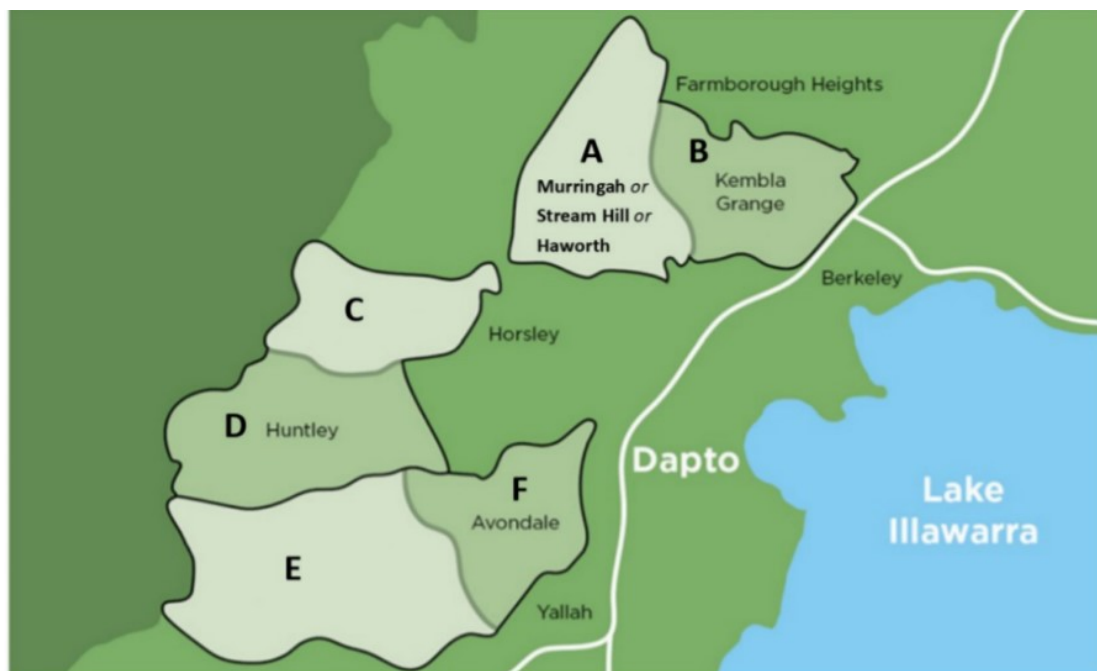 Farmborough Heights
A
B
Murringah or
Stream Hill or
Haworth
Kembla
Grange
Berkeley
C
Horsley
D Huntley
Dapto
F
Avondale
Lake
Illawarra
E
Yallah